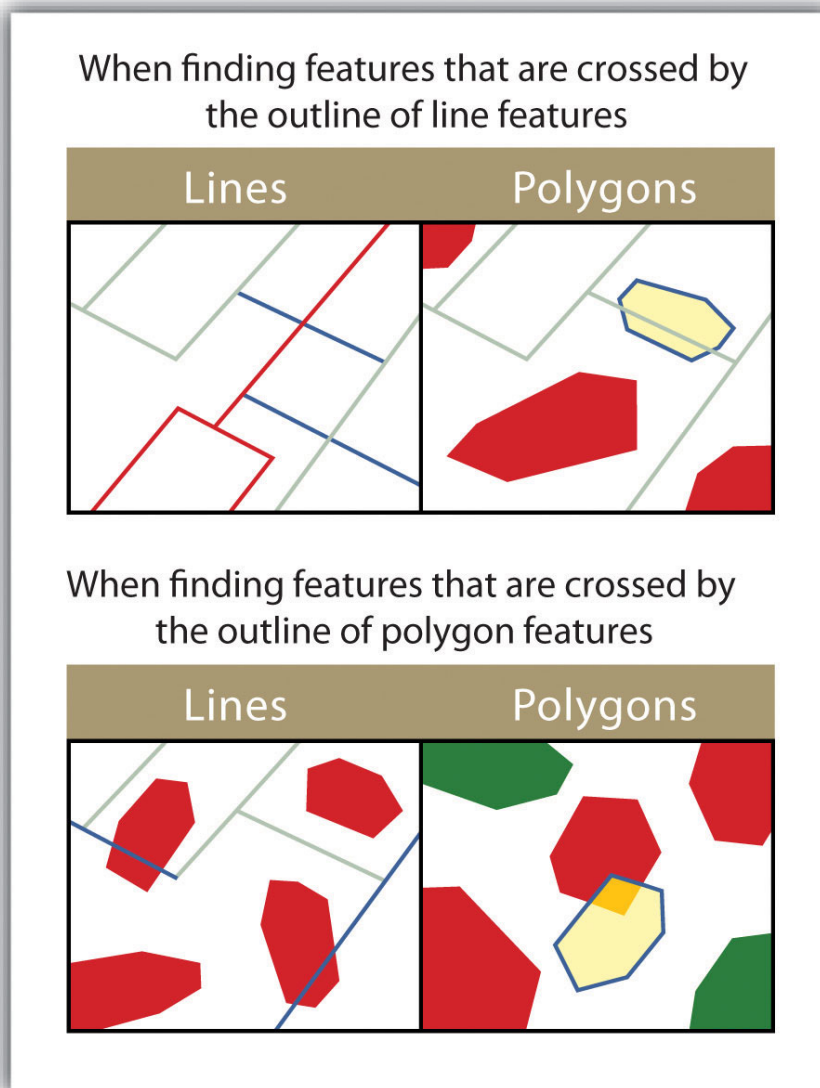 When finding features that are crossed by
the outline of line features
Lines
Polygons
When finding features that are crossed by
the outline of polygon features
Lines
Polygons